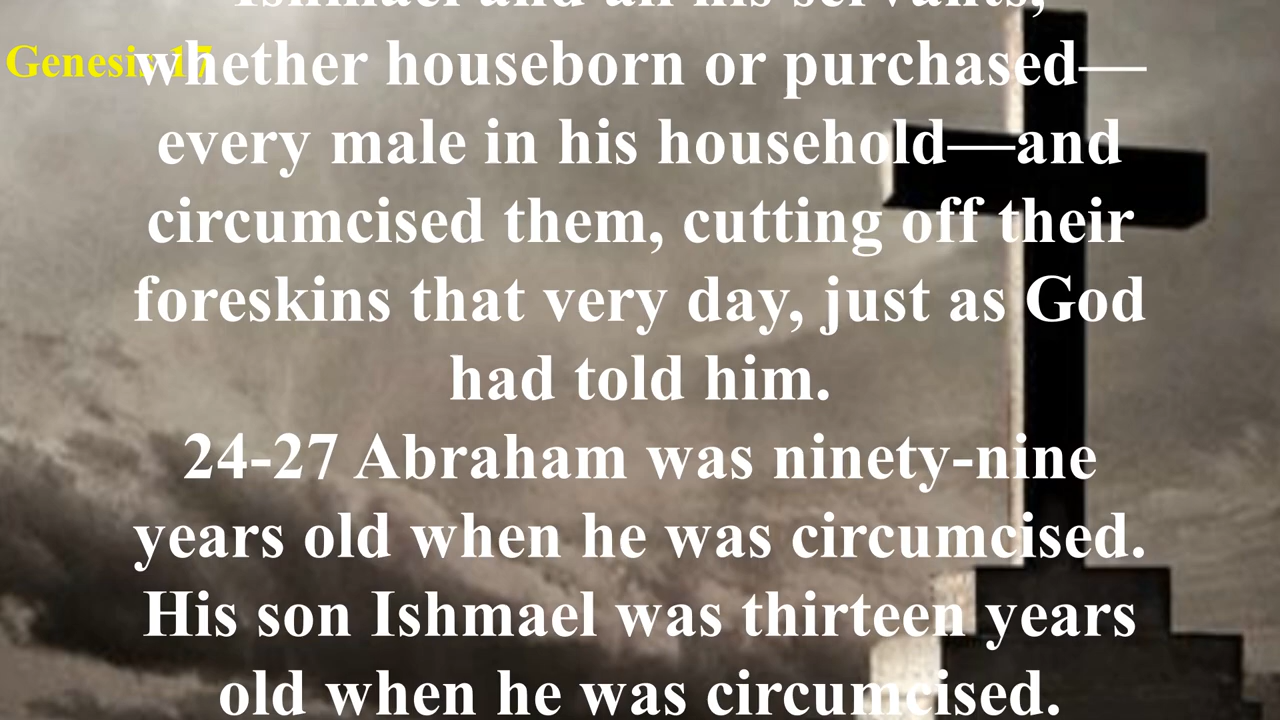 Ishmael and all his servants,
Genesis 17
whether houseborn or purchased—
every male in his household—and
circumcised them, cutting off their
foreskins that very day, just as God
had told him.
24-27 Abraham was ninety-nine
years old when he was circumcised.
His son Ishmael was thirteen years
old when he was circumcised.